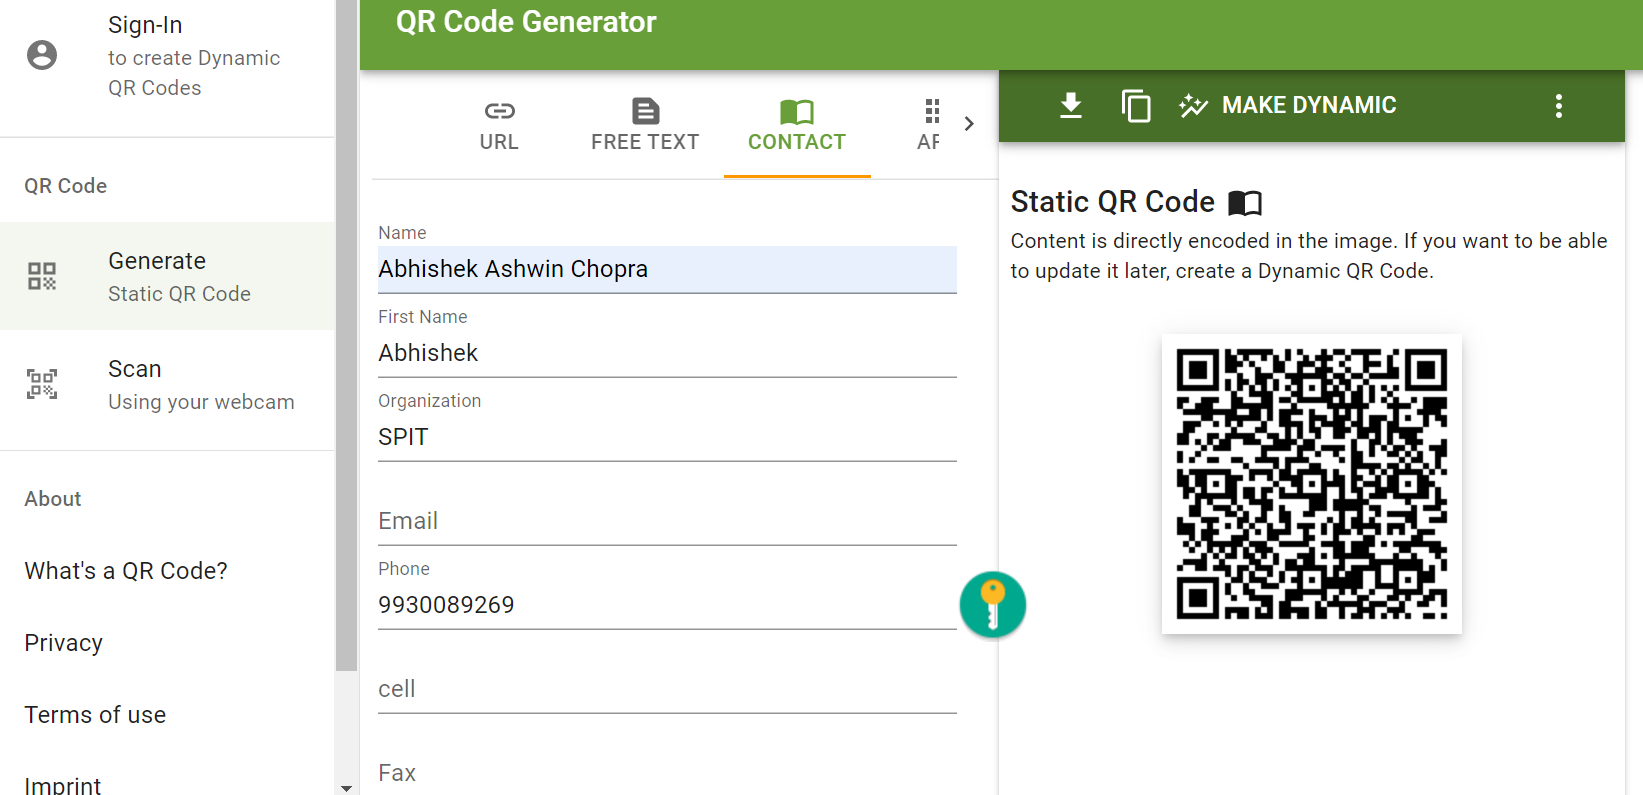 Sign-In
to create Dynamic
QR Codes
QR Code
Generate
Static QR Code
Scan
Using your webcam
About
What's a QR Code?
Privacy
Terms of use
Imprint
QR Code Generator
URL
FREE TEXT
CONTACT
Name
Abhishek Ashwin Chopra
First Name
Abhishek
Organization
SPIT
Email
Phone
9930089269
cell
Fax
MAKE DYNAMIC
Static QR Code
Content is directly encoded in the image. If you want to be able
to update it later, create a Dynamic QR Code.